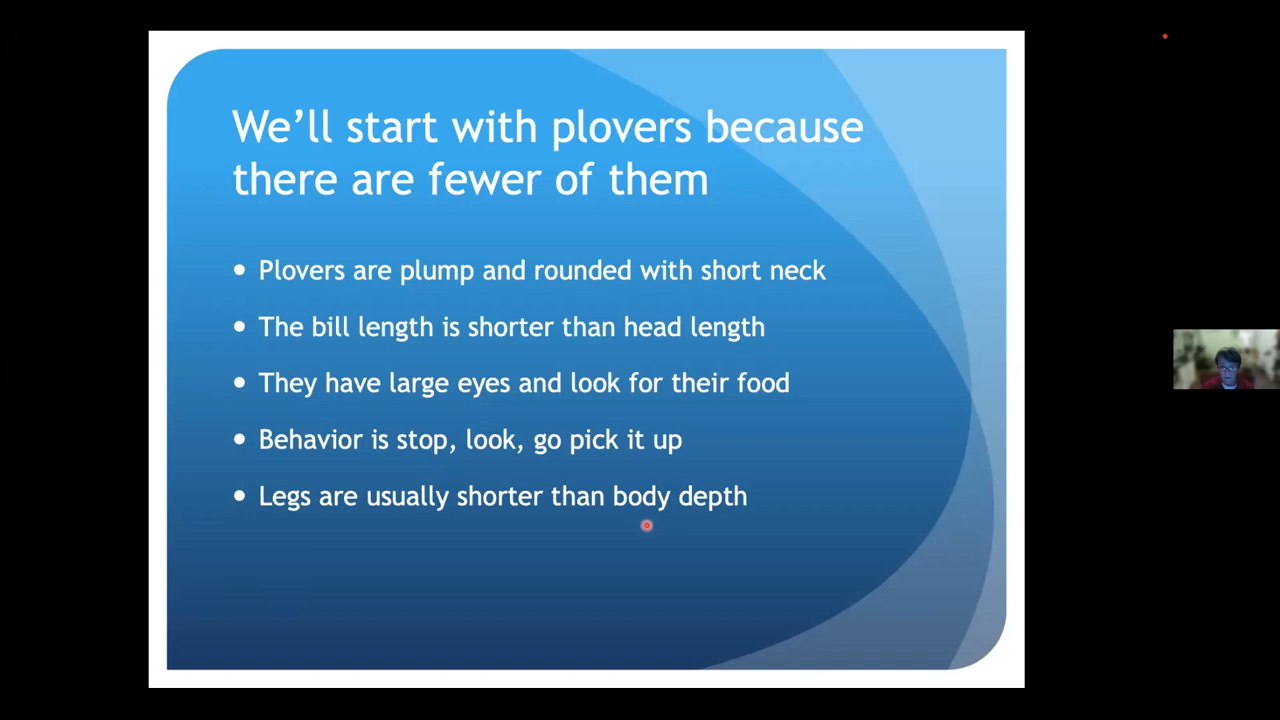 We’ll start with plovers because
there are fewer of them
• Plovers are plump and rounded with short neck
• The bill length is shorter than head length
• They have large eyes and look for their food
• Behavior is stop, look, go pick it up
• Legs are usually shorter than body depth